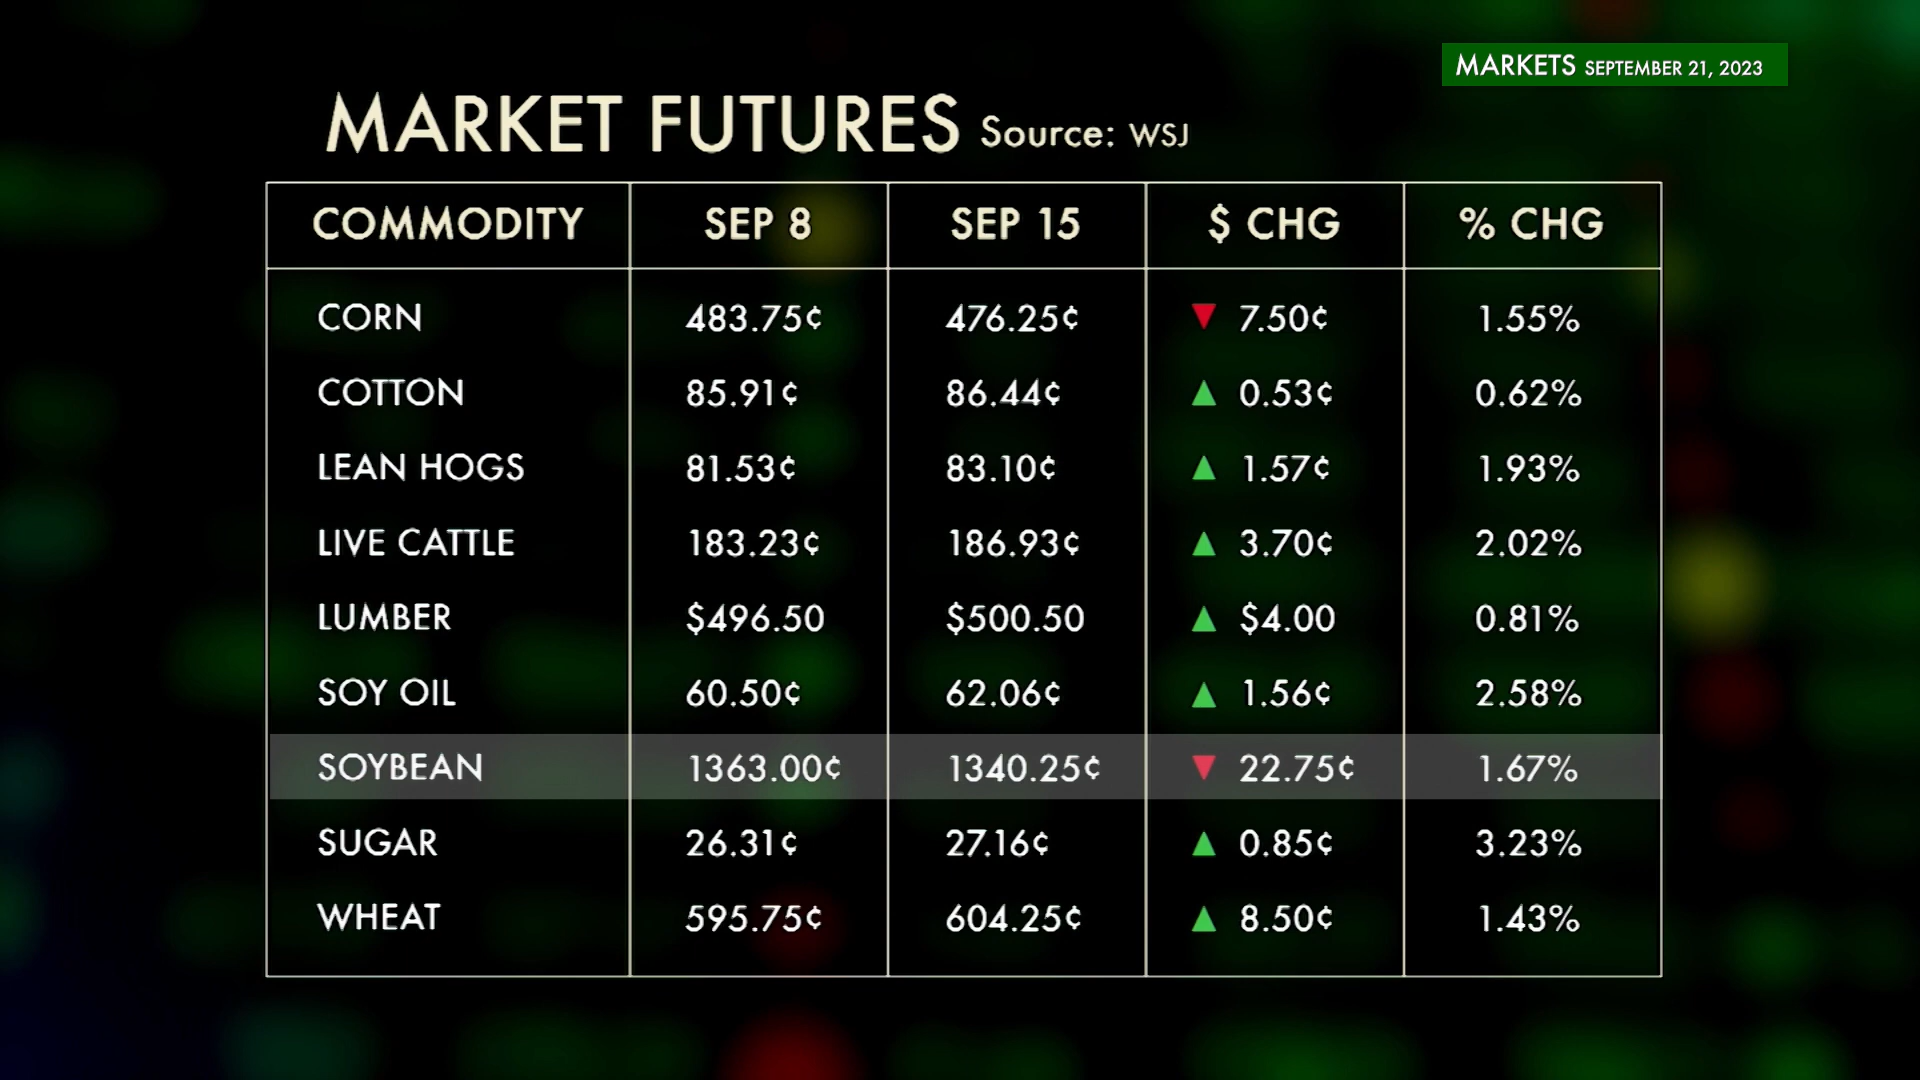 MARKETS SEPTEMBER 21, 2023
MARKET FUTURES Source: WSJ
COMMODITY SEP 8 SEP 15 $ CHG % CHG
CORN 483.75¢ 476.25¢ ▼ 7.50¢ 1.55%
COTTON 85.91¢ 86.44¢ ▲ 0.53¢ 0.62%
LEAN HOGS 81.53¢ 83.10¢ ▲ 1.57¢ 1.93%
LIVE CATTLE 183.23¢ 186.93¢ ▲ 3.70¢ 2.02%
LUMBER $496.50 $500.50 ▲ $4.00 0.81%
SOY OIL 60.50¢ 62.06¢ ▲ 1.56¢ 2.58%
SOYBEAN 1363.00¢ 1340.25¢ ▼ 22.75¢ 1.67%
SUGAR 26.31¢ 27.16¢ ▲ 0.85¢ 3.23%
WHEAT 595.75¢ 604.25¢ ▲ 8.50¢ 1.43%